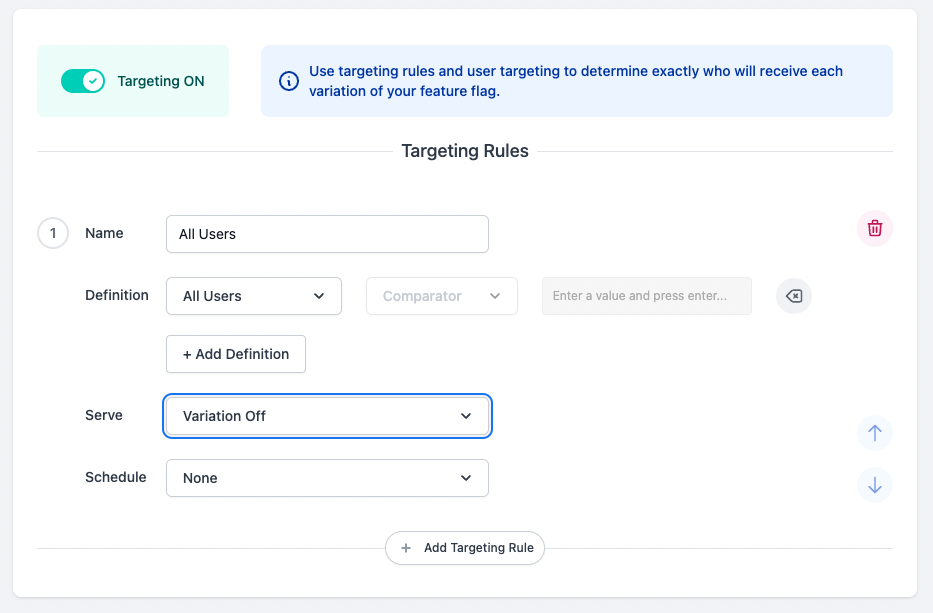 Targeting ON
Use targeting rules and user targeting to determine exactly who will receive each
variation of your feature flag.
Targeting Rules
1
Name
All Users
Definition
All Users
Comparator
Enter a value and press enter...
+ Add Definition
Serve
Variation Off
Schedule
None
+ Add Targeting Rule